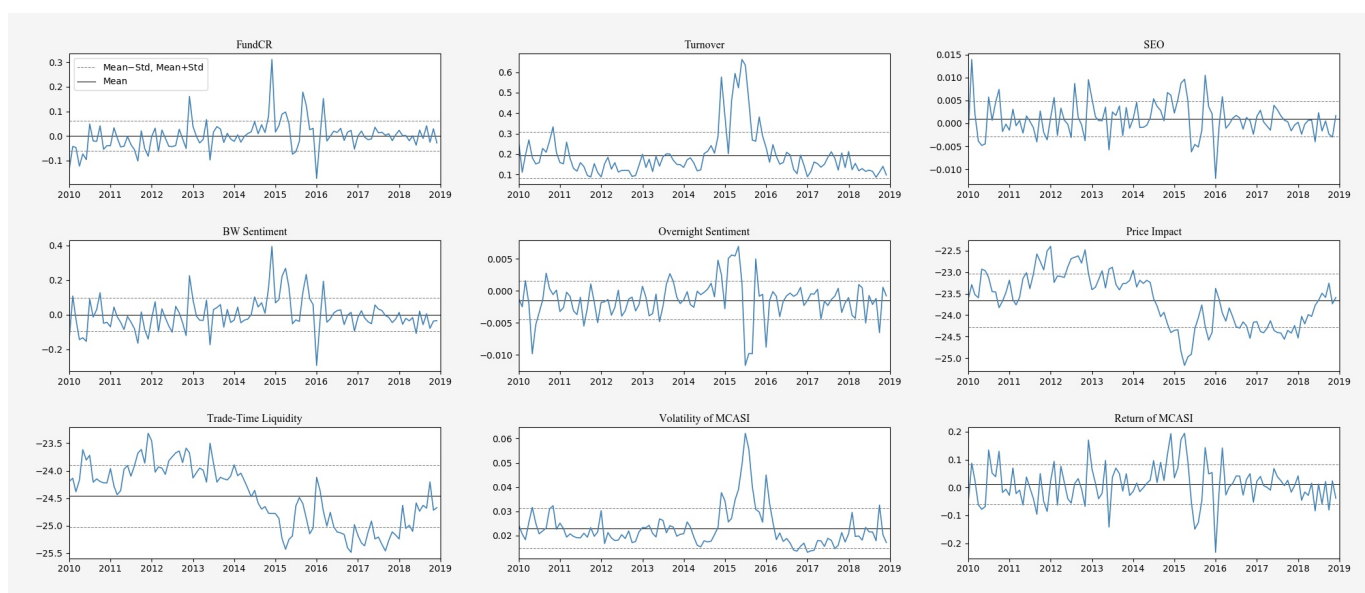 FundCR
0.3
0.2
0.1
0.0
−0.1
Mean−Std, Mean+Std
Mean
2010 2011 2012 2013 2014 2015 2016 2017 2018 2019
Turnover
0.6
0.5
0.4
0.3
0.2
0.1
2010 2011 2012 2013 2014 2015 2016 2017 2018 2019
SEO
0.015
0.010
0.005
0.000
−0.005
−0.010
2010 2011 2012 2013 2014 2015 2016 2017 2018 2019
BW Sentiment
0.4
0.2
0.0
−0.2
2010 2011 2012 2013 2014 2015 2016 2017 2018 2019
Overnight Sentiment
0.005
0.000
−0.005
−0.010
2010 2011 2012 2013 2014 2015 2016 2017 2018 2019
Price Impact
−22.5
−23.0
−23.5
−24.0
−24.5
−25.0
2010 2011 2012 2013 2014 2015 2016 2017 2018 2019
Trade-Time Liquidity
−23.5
−24.0
−24.5
−25.0
−25.5
2010 2011 2012 2013 2014 2015 2016 2017 2018 2019
Volatility of MCASI
0.06
0.05
0.04
0.03
0.02
2010 2011 2012 2013 2014 2015 2016 2017 2018 2019
Return of MCASI
0.2
0.1
0.0
−0.1
−0.2
2010 2011 2012 2013 2014 2015 2016 2017 2018 2019